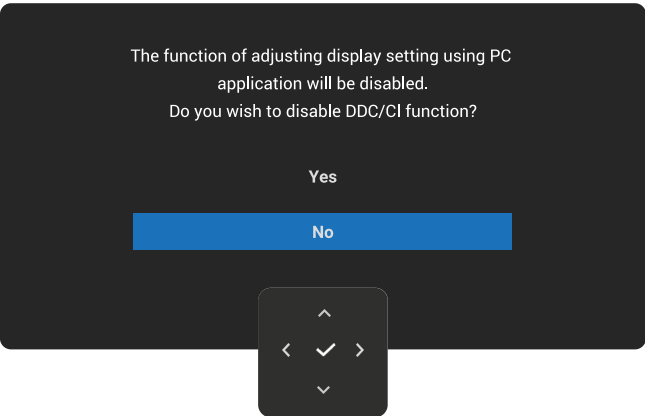 The function of adjusting display setting using PC
application will be disabled.
Do you wish to disable DDC/CI function?
Yes
No